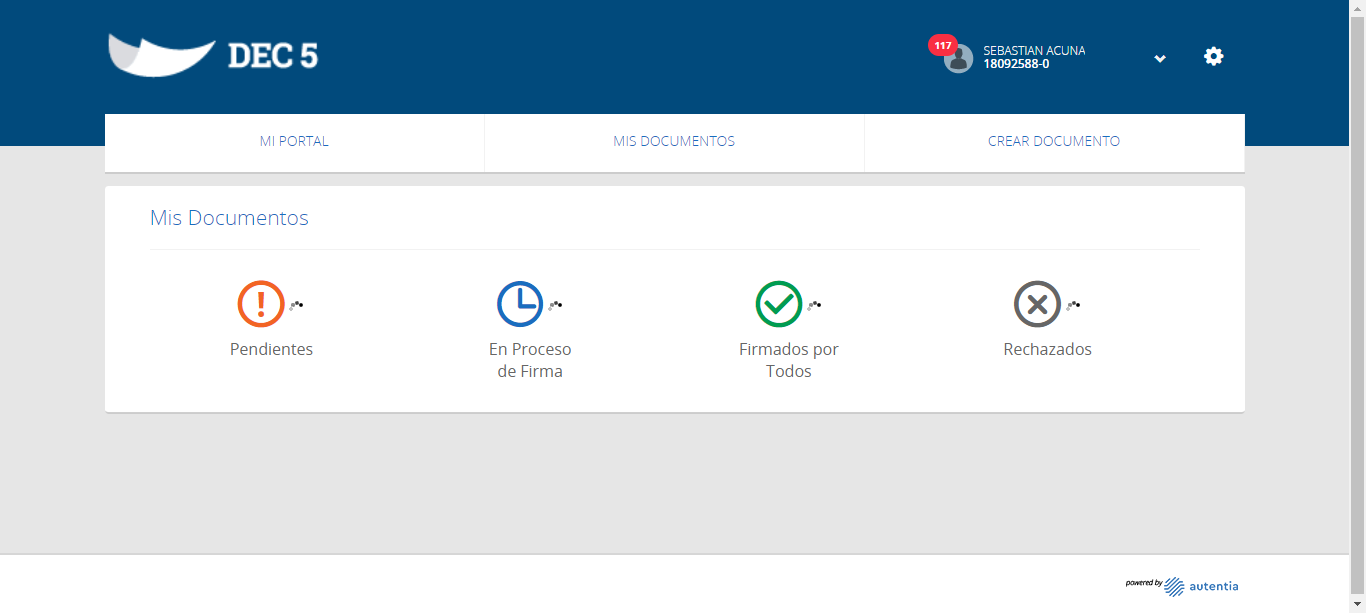 DEC 5
117
SEBASTIAN ACUNA
18092588-0
MI PORTAL
MIS DOCUMENTOS
CREAR DOCUMENTO
Mis Documentos
Pendientes
En Proceso
de Firma
Firmados por
Todos
Rechazados
powered by autentia